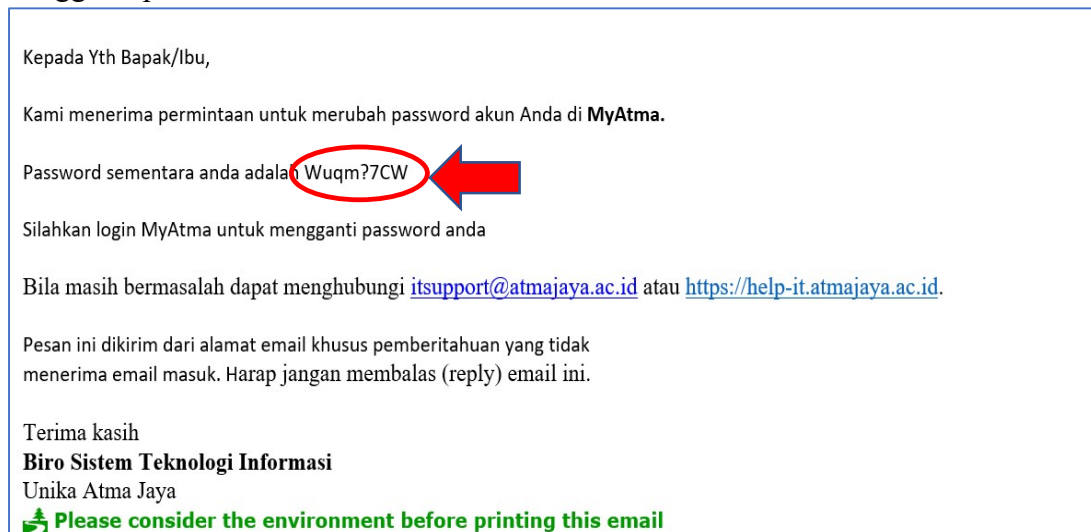 Kepada Yth Bapak/Ibu,
Kami menerima permintaan untuk merubah password akun Anda di MyAtma.
Password sementara anda adalah Wuqm?7CW
Silahkan login MyAtma untuk mengganti password anda
Bila masih bermasalah dapat menghubungi itsupport@atmajaya.ac.id atau https://help-it.atmajaya.ac.id.
Pesan ini dikirim dari alamat email khusus pemberitahuan yang tidak
menerima email masuk. Harap jangan membalas (reply) email ini.
Terima kasih
Biro Sistem Teknologi Informasi
Unika Atma Jaya
Please consider the environment before printing this email